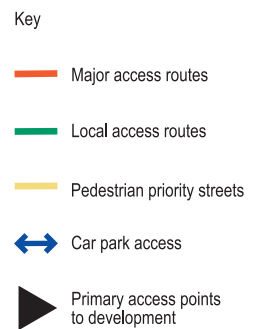 Key
Major access routes
Local access routes
Pedestrian priority streets
Car park access
Primary access points
to development